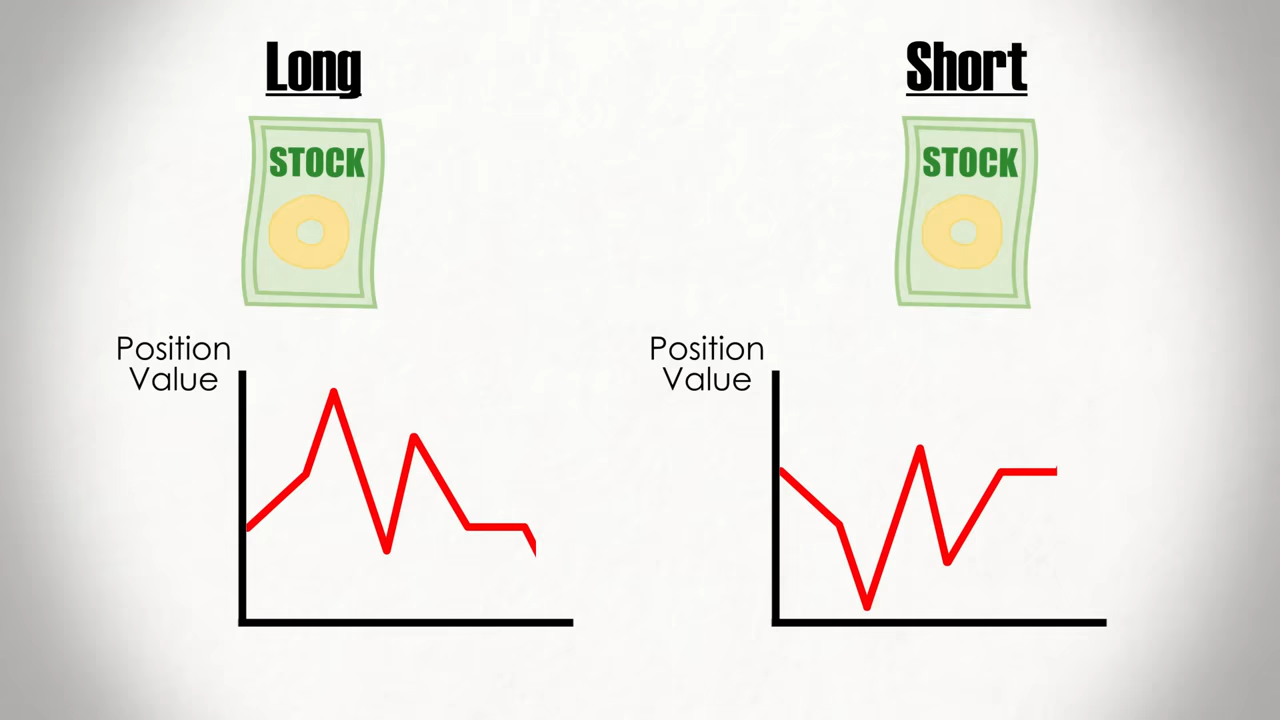 Long
Short
STOCK
STOCK
Position
Value
Position
Value